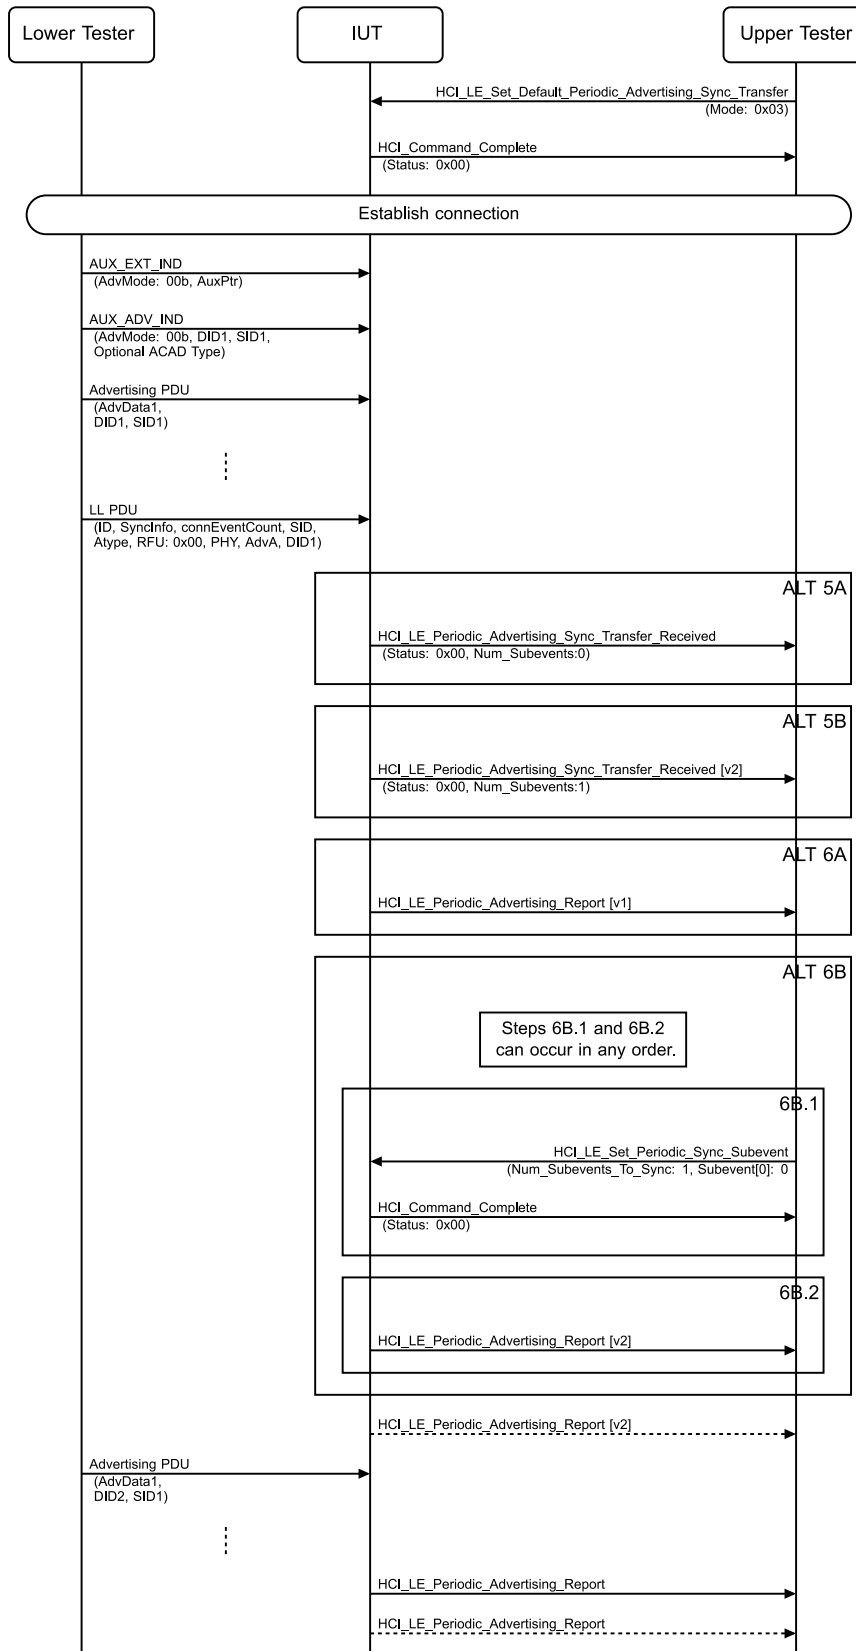 Lower Tester
IUT
Upper Tester
HCI_LE_Set_Default_Periodic_Advertising_Sync_Transfer
(Mode: 0x03)
HCI_Command_Complete
(Status: 0x00)
Establish connection
AUX_EXT_IND
(AdvMode: 00b, AuxPtr)
AUX_ADV_IND
(AdvMode: 00b, DID1, SID1,
Optional ACAD Type)
Advertising PDU
(AdvData1,
DID1, SID1)
LL PDU
(ID, SyncInfo, connEventCount, SID,
Atype, RFU: 0x00, PHY, AdvA, DID1)
ALT 5A
HCI_LE_Periodic_Advertising_Sync_Transfer_Received
(Status: 0x00, Num_Subevents:0)
ALT 5B
HCI_LE_Periodic_Advertising_Sync_Transfer_Received [v2]
(Status: 0x00, Num_Subevents:1)
ALT 6A
HCI_LE_Periodic_Advertising_Report [v1]
ALT 6B
Steps 6B.1 and 6B.2
can occur in any order.
6B.1
HCI_LE_Set_Periodic_Sync_Subevent
(Num_Subevents_To_Sync: 1, Subevent[0]: 0
HCI_Command_Complete
(Status: 0x00)
6B.2
HCI_LE_Periodic_Advertising_Report [v2]
HCI_LE_Periodic_Advertising_Report [v2]
Advertising PDU
(AdvData1,
DID2, SID1)
HCI_LE_Periodic_Advertising_Report
HCI_LE_Periodic_Advertising_Report